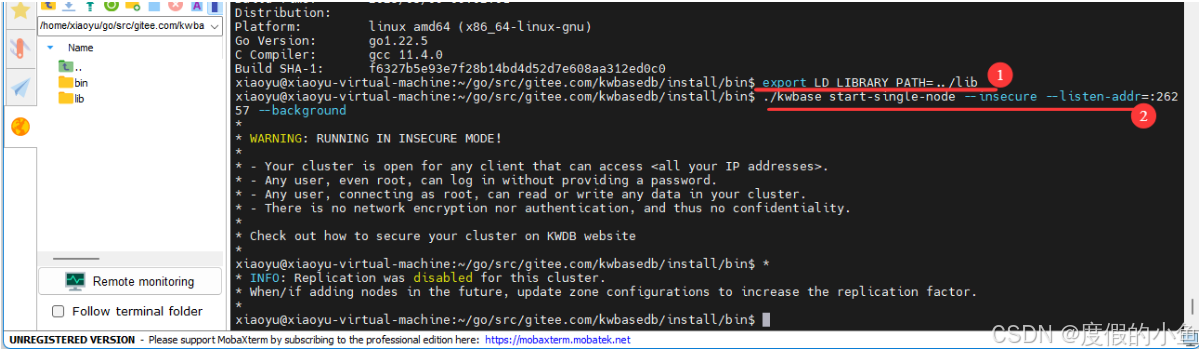 /home/xiaoyu/go/src/gitee.com/kwba
Name
..
bin
lib
Remote monitoring
Follow terminal folder
Distribution:
Platform: linux amd64 (x86_64-linux-gnu)
Go Version: go1.22.5
C Compiler: gcc 11.4.0
Build SHA-1: f6327b5e93e7f28b14bd4d52d7e608aa312ed0c0
xiaoyu@xiaoyu-virtual-machine:~/go/src/gitee.com/kwbasedb/install/bin$ export LD_LIBRARY_PATH=../lib
1
xiaoyu@xiaoyu-virtual-machine:~/go/src/gitee.com/kwbasedb/install/bin$ ./kwbase start-single-node --insecure --listen-addr=:262
57 --background
2
*
* WARNING: RUNNING IN INSECURE MODE!
*
* - Your cluster is open for any client that can access <all your IP addresses>.
* - Any user, even root, can log in without providing a password.
* - Any user, connecting as root, can read or write any data in your cluster.
* - There is no network encryption nor authentication, and thus no confidentiality.
*
* Check out how to secure your cluster on KWDB website
*
xiaoyu@xiaoyu-virtual-machine:~/go/src/gitee.com/kwbasedb/install/bin$ *
* INFO: Replication was disabled for this cluster.
* When/if adding nodes in the future, update zone configurations to increase the replication factor.
*
xiaoyu@xiaoyu-virtual-machine:~/go/src/gitee.com/kwbasedb/install/bin$
UNREGISTERED VERSION - Please support MobaXterm by subscribing to the professional edition here: https://mobaxterm.mobatek.net
CSDN @度假的小鱼